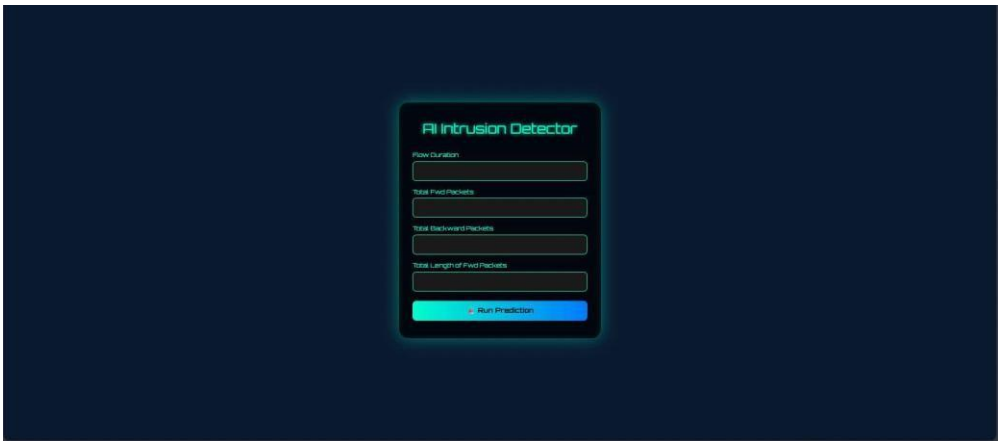 AI Intrusion Detector
Flow Duration
Total Fwd Packets
Total Backward Packets
Total Length of Fwd Packets
Run Prediction